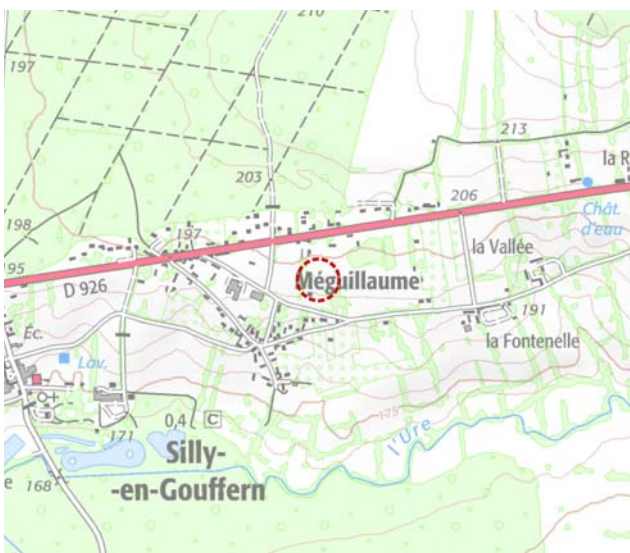 210
197
213
203
la R
206
Chât.
d'eau
198
197
la Vallée
95
D 926
Méguillaume
191
la Fontenelle
Éc.
Lav.
175
0,4 C
l'Ure
171
Silly-
-en-Gouffern
e
168